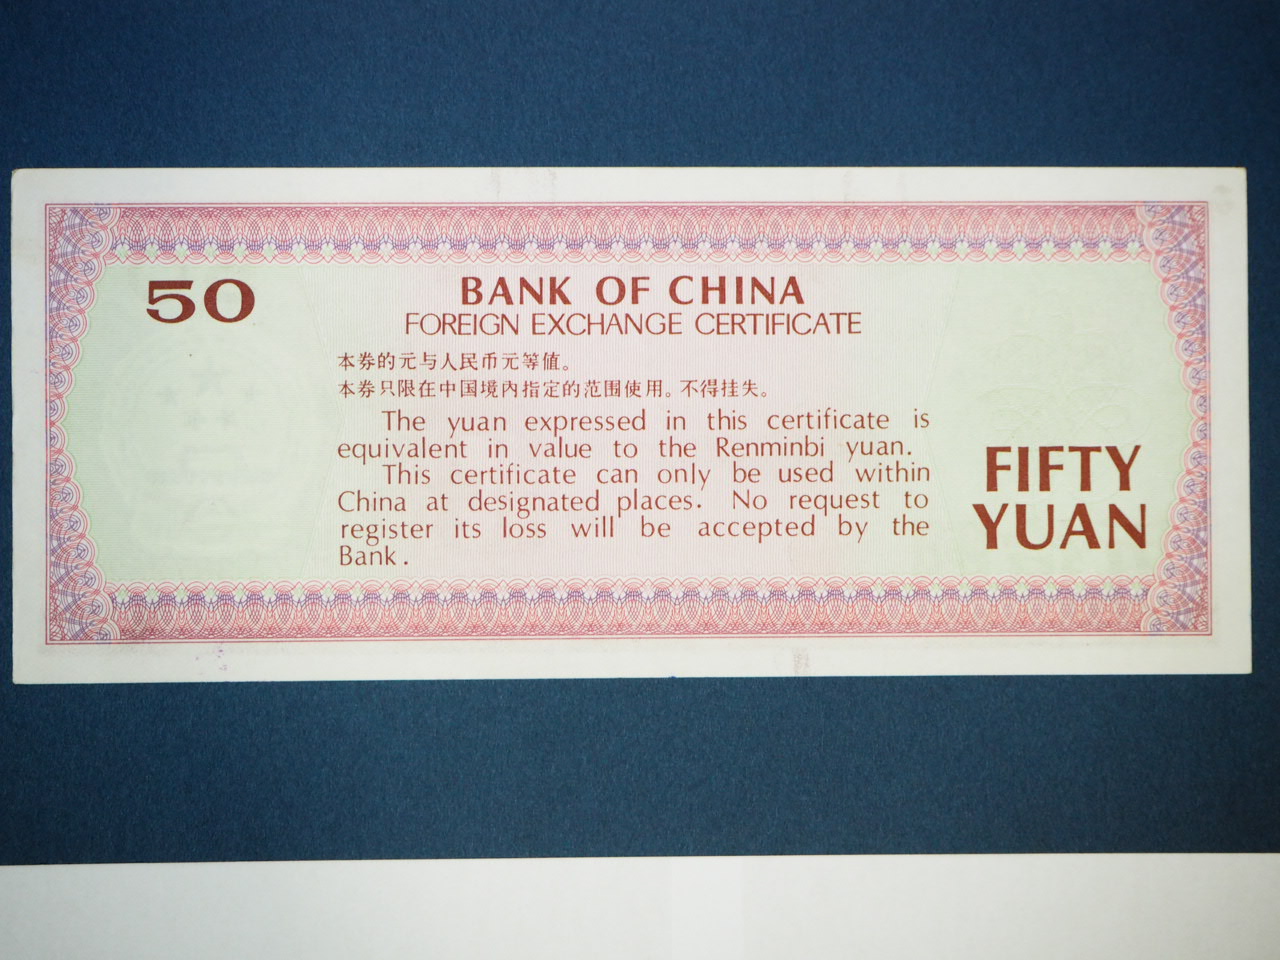 50
BANK OF CHINA
FOREIGN EXCHANGE CERTIFICATE
本券的元与人民币元等值。
本券只限在中国境内指定的范围使用。不得挂失。
The yuan expressed in this certificate is
equivalent in value to the Renminbi yuan.
This certificate can only be used within
China at designated places. No request to
register its loss will be accepted by the
Bank.
FIFTY
YUAN